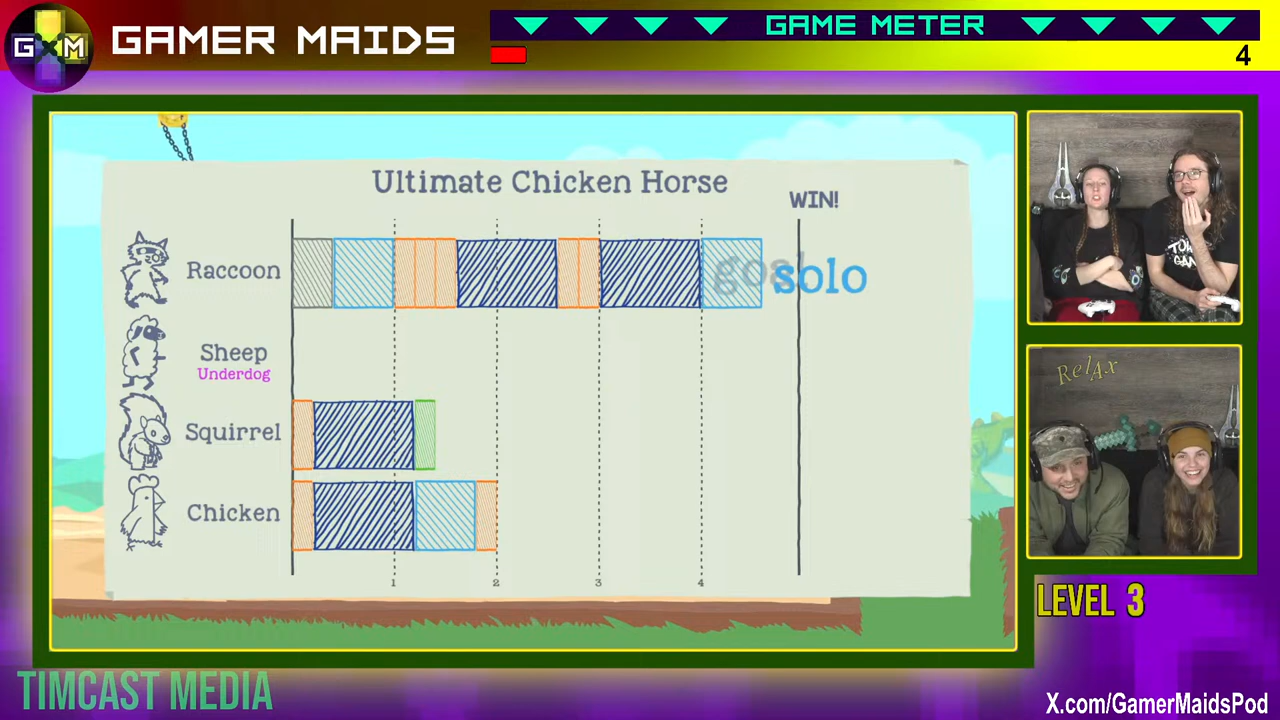 GXM
GAMER MAIDS
GAME METER
4
Ultimate Chicken Horse
WIN!
Raccoon
goal
solo
Sheep
Underdog
Squirrel
Chicken
1
2
3
4
Relax
LEVEL 3
TIMCAST MEDIA
X.com/GamerMaidsPod